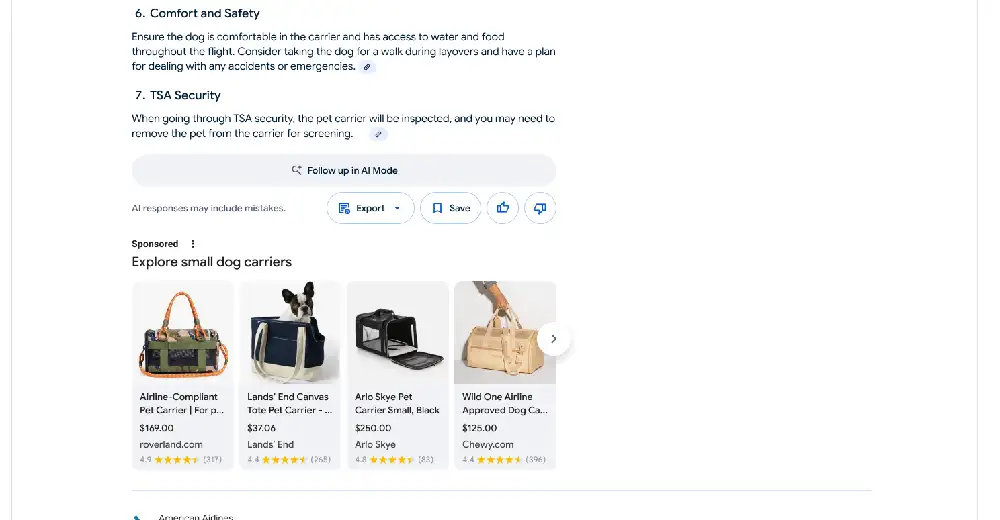 6. Comfort and Safety
Ensure the dog is comfortable in the carrier and has access to water and food
throughout the flight. Consider taking the dog for a walk during layovers and have a plan
for dealing with any accidents or emergencies.
7. TSA Security
When going through TSA security, the pet carrier will be inspected, and you may need to
remove the pet from the carrier for screening.
Follow up in AI Mode
AI responses may include mistakes.
Export
Save
Sponsored
Explore small dog carriers
Airline-Compliant
Pet Carrier | For p...
$169.00
roverland.com
4.9 (317)
Lands' End Canvas
Tote Pet Carrier - ...
$37.06
Lands' End
4.4 (965)
Arlo Skye Pet
Carrier Small, Black
$250.00
Arlo Skye
4.8 (83)
Wild One Airline
Approved Dog Ca...
$125.00
Chewy.com
4.4 (396)
American Airlines